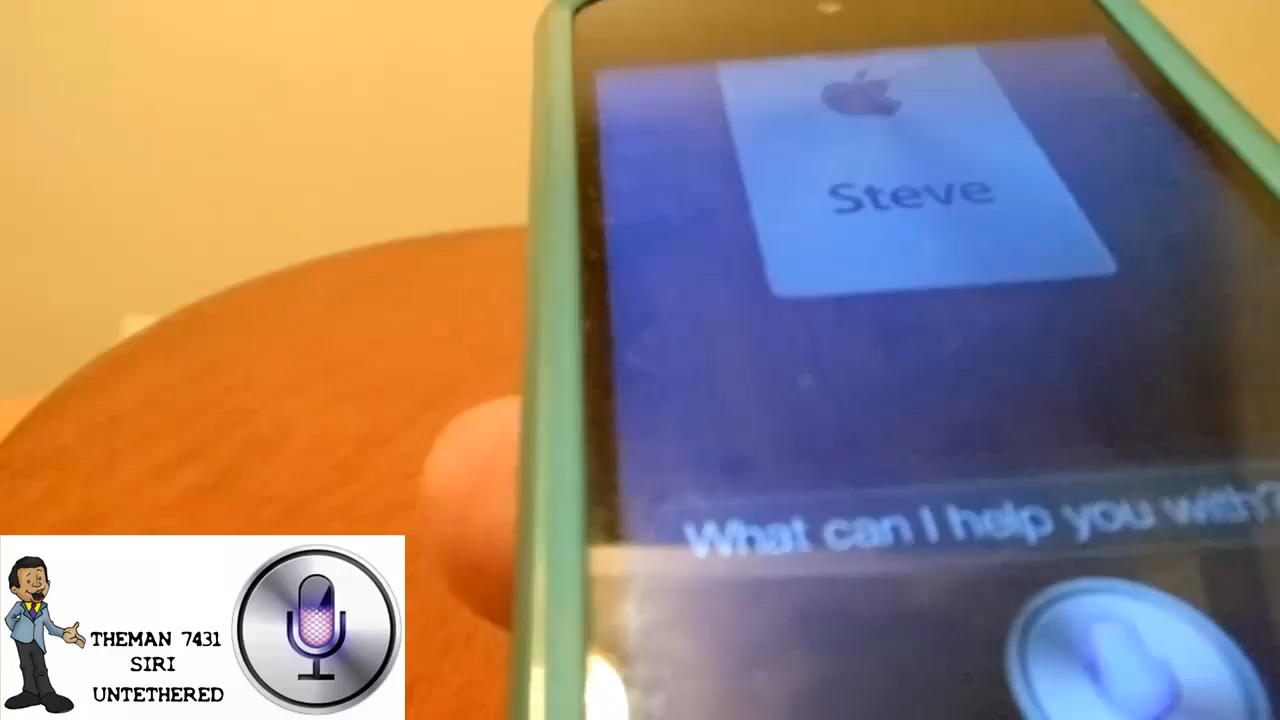 Steve
What can I help you with?
THEMAN 7431
SIRI
UNTETHERED